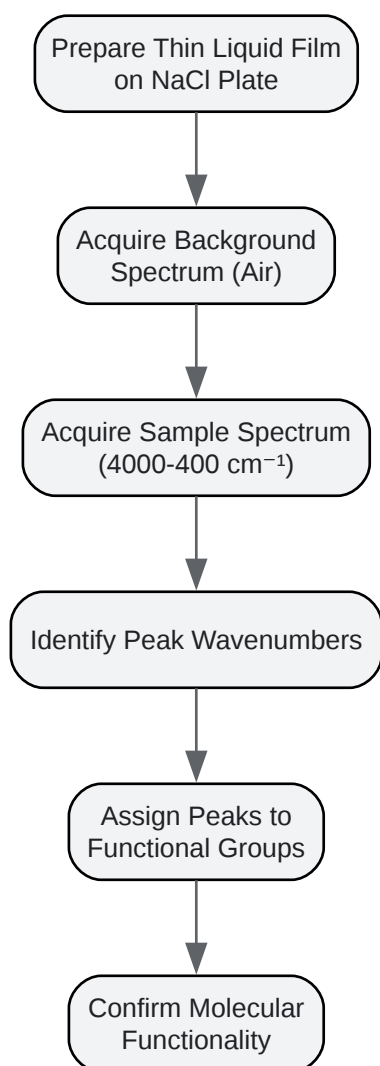 Prepare Thin Liquid Film
on NaCl Plate
Acquire Background
Spectrum (Air)
Acquire Sample Spectrum
(4000-400 cm⁻¹)
Identify Peak Wavenumbers
Assign Peaks to
Functional Groups
Confirm Molecular
Functionality